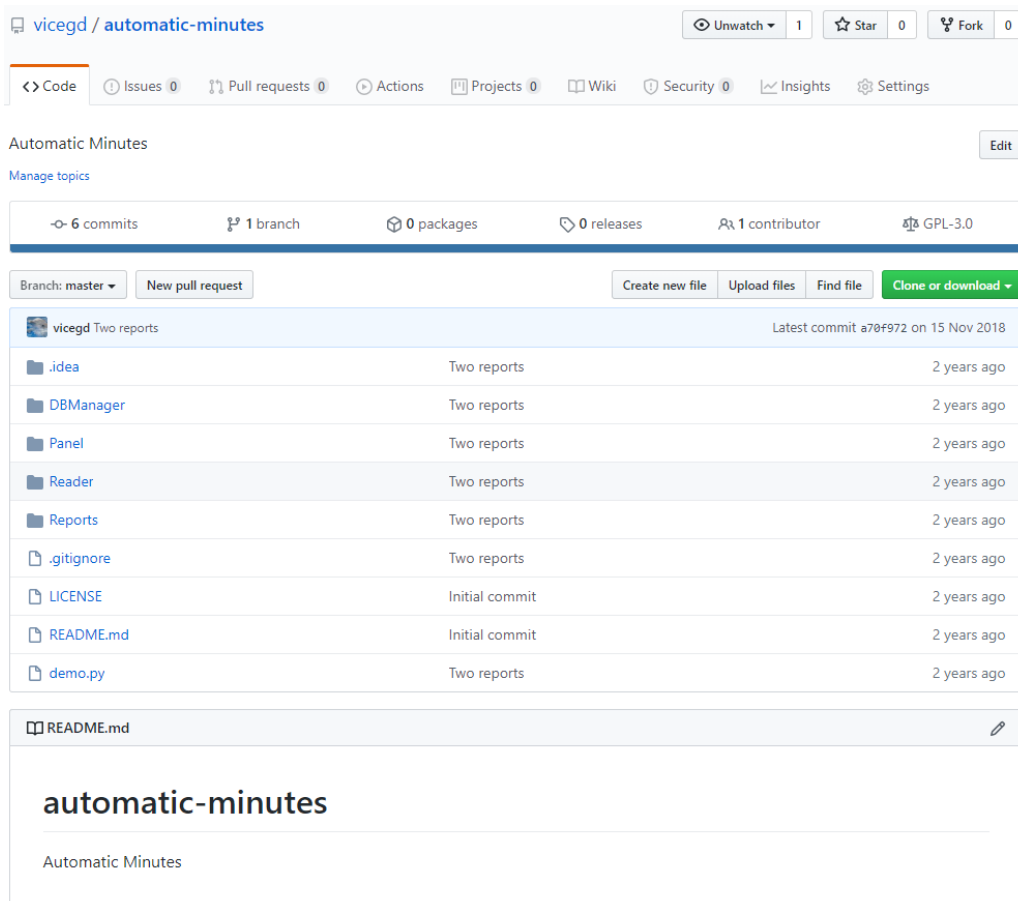 vicegd / automatic-minutes Unwatch 1 Star 0 Fork 0
Code Issues 0 Pull requests 0 Actions Projects 0 Wiki Security 0 Insights Settings
Automatic Minutes Edit
Manage topics
6 commits 1 branch 0 packages 0 releases 1 contributor GPL-3.0
Branch: master New pull request Create new file Upload files Find file Clone or download
vicegd Two reports Latest commit a70f972 on 15 Nov 2018
.idea Two reports 2 years ago
DBManager Two reports 2 years ago
Panel Two reports 2 years ago
Reader Two reports 2 years ago
Reports Two reports 2 years ago
.gitignore Two reports 2 years ago
LICENSE Initial commit 2 years ago
README.md Initial commit 2 years ago
demo.py Two reports 2 years ago
README.md
automatic-minutes
Automatic Minutes